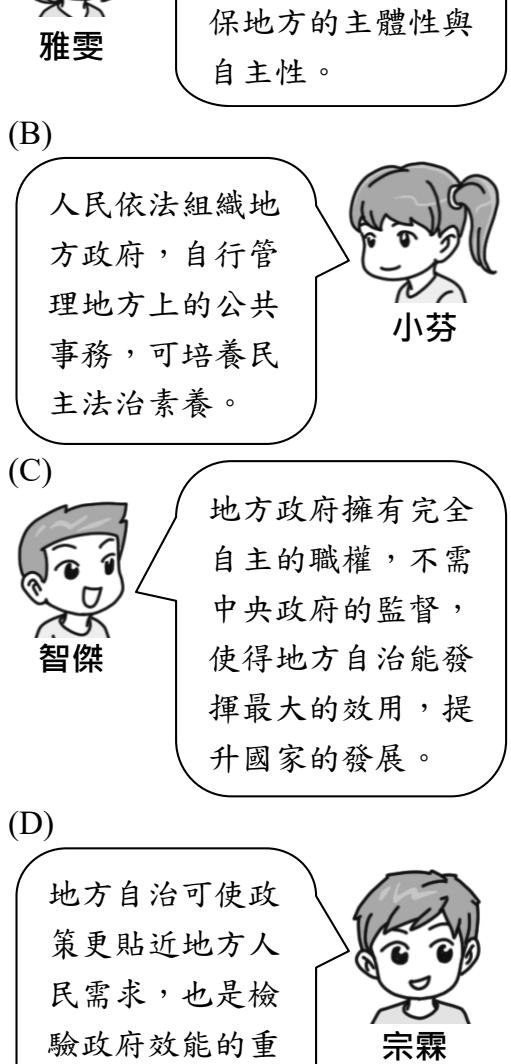 保地方的主體性與
自主性。
雅雯
(B)
人民依法組織地
方政府，自行管
理地方上的公共
事務，可培養民
主法治素養。
小芬
(C)
地方政府擁有完全
自主的職權，不需
中央政府的監督，
使得地方自治能發
揮最大的效用，提
升國家的發展。
智傑
(D)
地方自治可使政
策更貼近地方人
民需求，也是檢
驗政府效能的重
宗霖